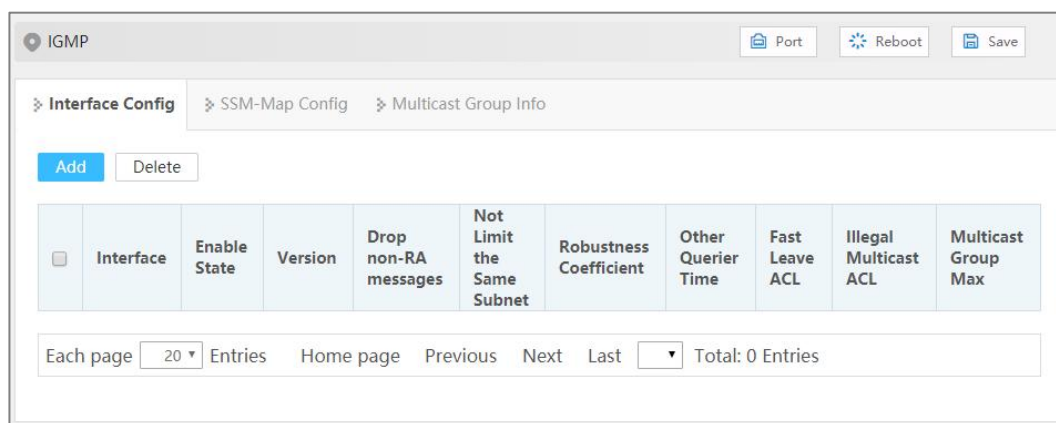 IGMP Port Reboot Save
Interface Config SSM-Map Config Multicast Group Info
Add Delete
Interface
Enable
State
Version
Drop
non-RA
messages
Not
Limit
the
Same
Subnet
Robustness
Coefficient
Other
Querier
Time
Fast
Leave
ACL
Illegal
Multicast
ACL
Multicast
Group
Max
Each page 20 Entries Home page Previous Next Last Total: 0 Entries